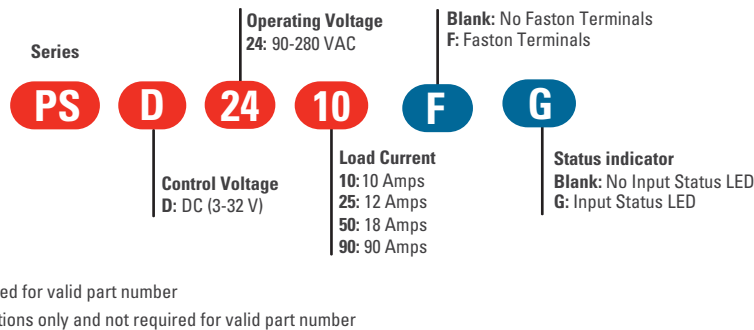 Operating Voltage
24: 90-280 VAC
Blank: No Faston Terminals
F: Faston Terminals
Series
PS D 24 10 F G
Control Voltage
D: DC (3-32 V)
Load Current
10: 10 Amps
25: 12 Amps
50: 18 Amps
90: 90 Amps
Status indicator
Blank: No Input Status LED
G: Input Status LED
for valid part number
only and not required for valid part number